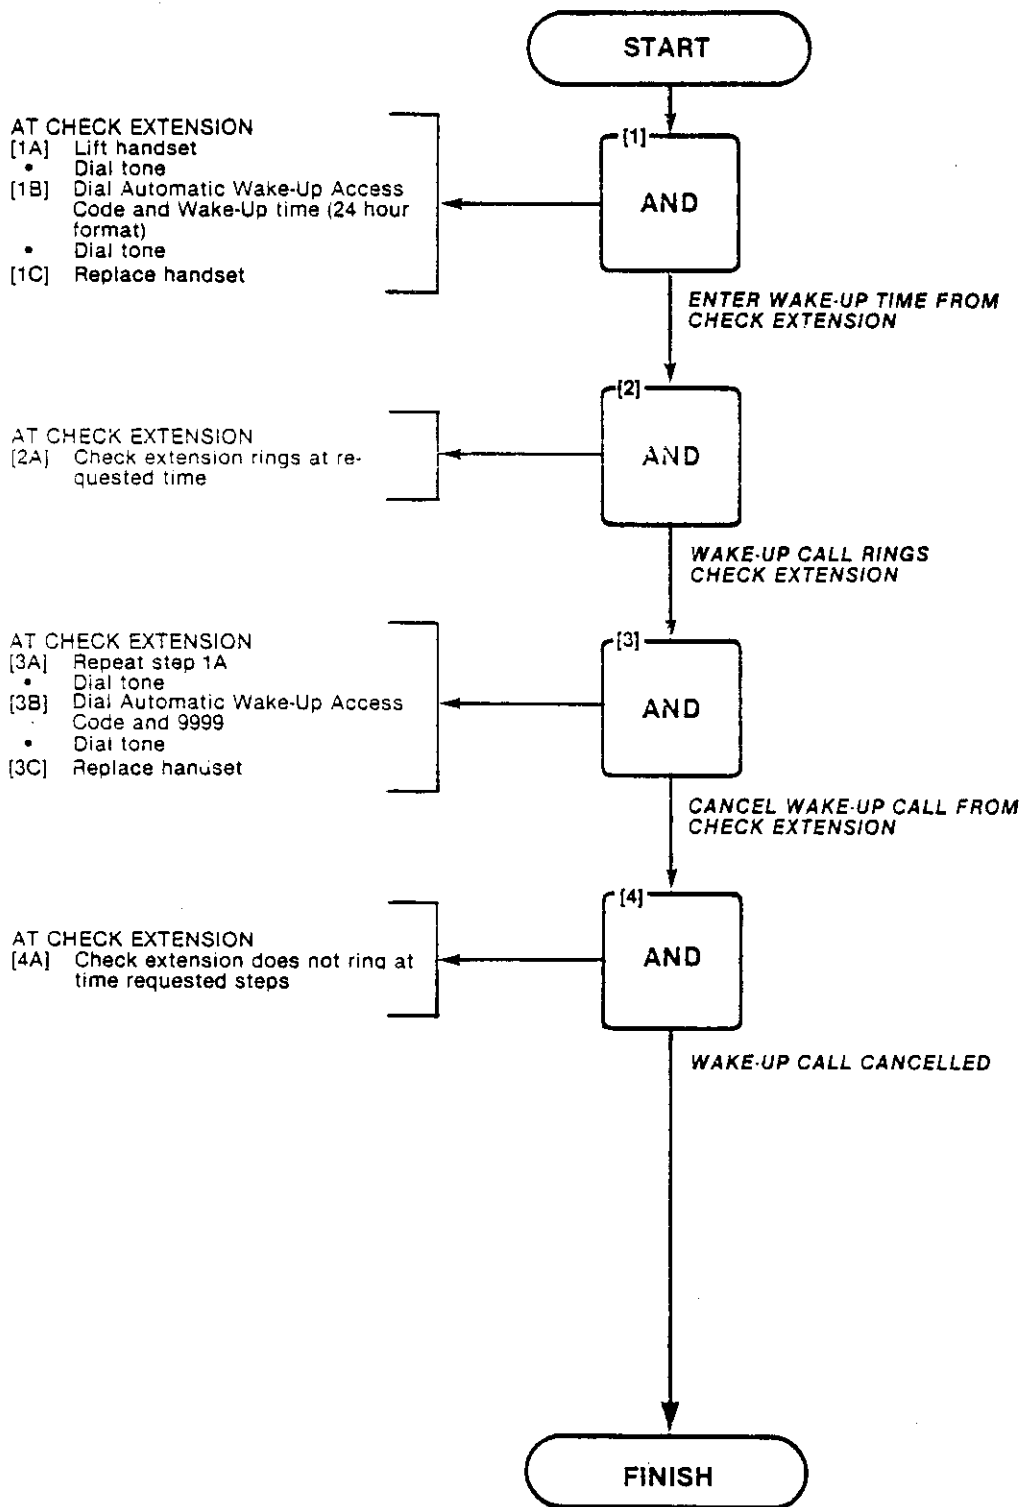 START
AT CHECK EXTENSION
[1A] Lift handset
• Dial tone
[1B] Dial Automatic Wake-Up Access
Code and Wake-Up time (24 hour
format)
• Dial tone
[1C] Replace handset
[1]
AND
ENTER WAKE-UP TIME FROM
CHECK EXTENSION
AT CHECK EXTENSION
[2A] Check extension rings at re-
quested time
[2]
AND
WAKE-UP CALL RINGS
CHECK EXTENSION
AT CHECK EXTENSION
[3A] Repeat step 1A
• Dial tone
[3B] Dial Automatic Wake-Up Access
Code and 9999
• Dial tone
[3C] Replace handset
[3]
AND
CANCEL WAKE-UP CALL FROM
CHECK EXTENSION
AT CHECK EXTENSION
[4A] Check extension does not ring at
time requested steps
[4]
AND
WAKE-UP CALL CANCELLED
FINISH